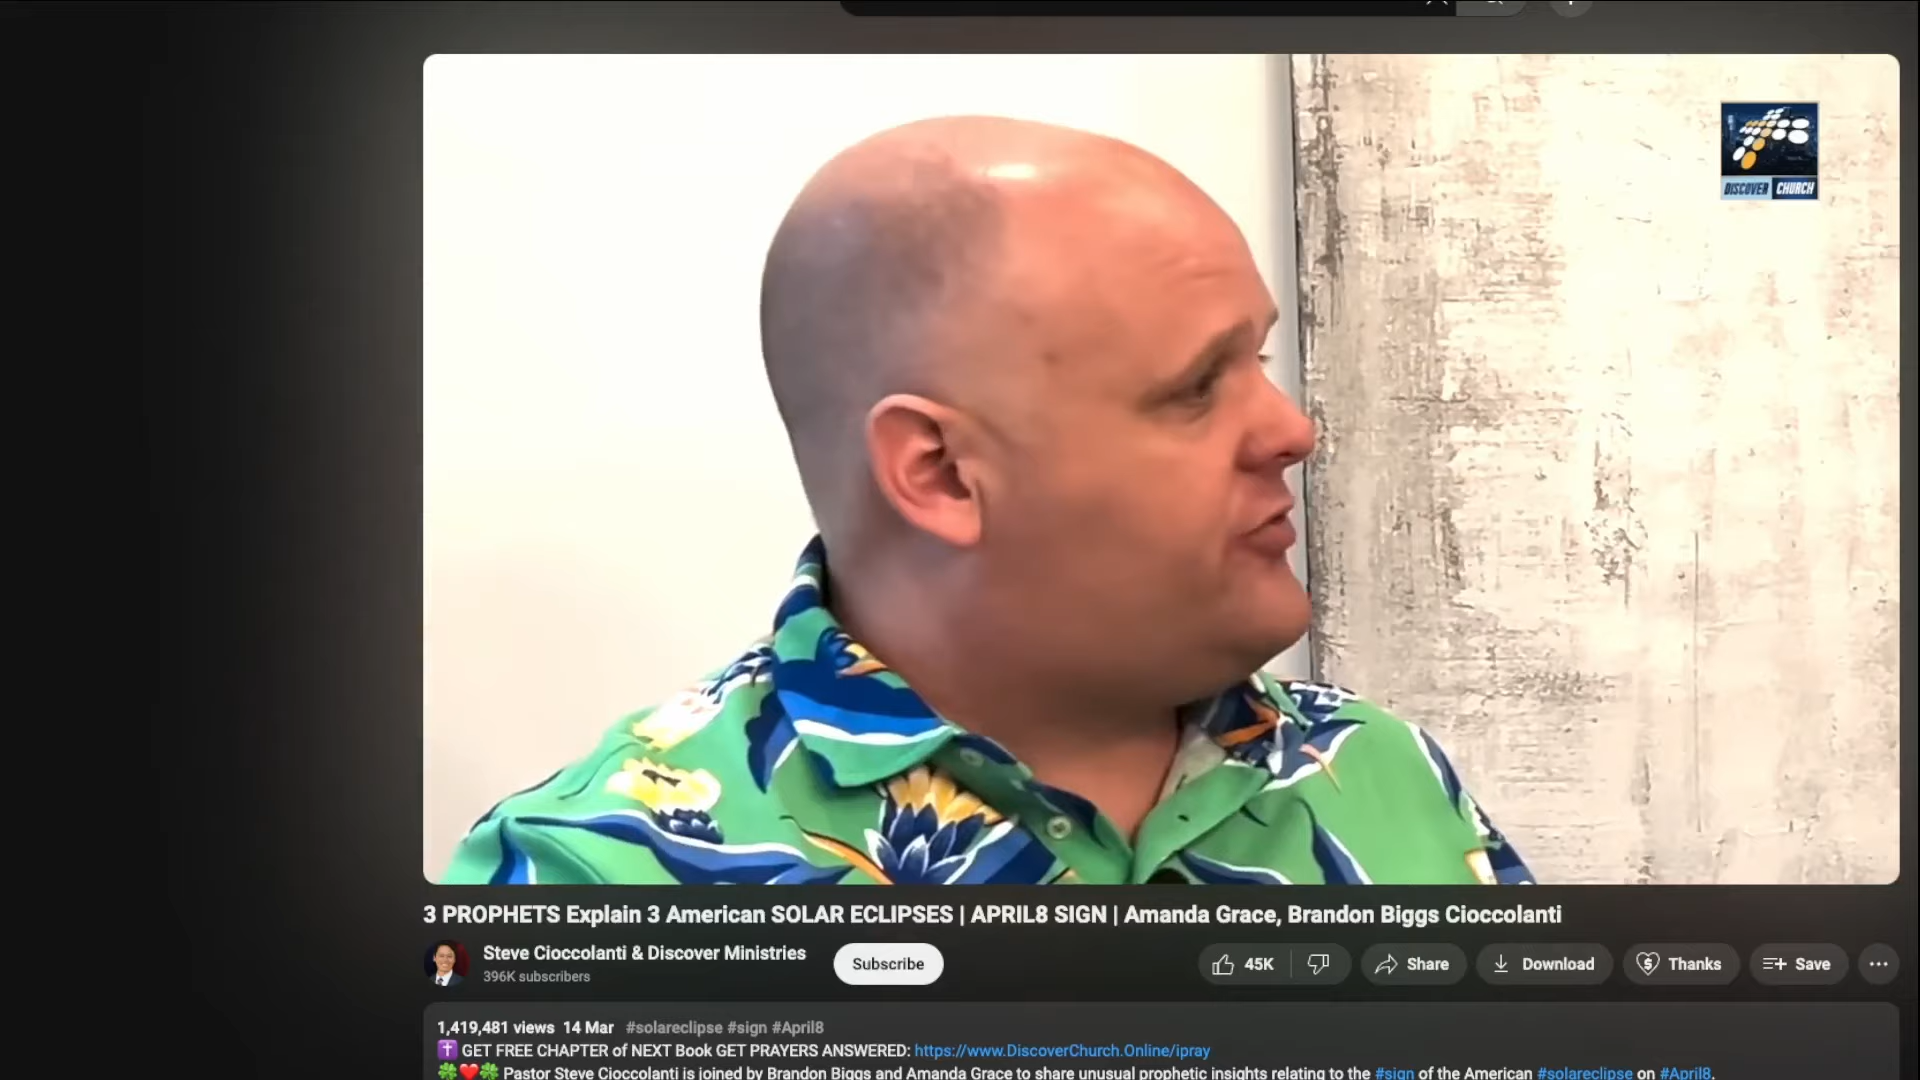 DISCOVER CHURCH
3 PROPHETS Explain 3 American SOLAR ECLIPSES | APRIL8 SIGN | Amanda Grace, Brandon Biggs Cioccolanti
Steve Cioccolanti & Discover Ministries
396K subscribers
Subscribe
45K
Share
Download
Thanks
Save
1,419,481 views 14 Mar #solareclipse #sign #April8
GET FREE CHAPTER of NEXT Book GET PRAYERS ANSWERED: https://www.DiscoverChurch.Online/ipray
Pastor Steve Cioccolanti is joined by Brandon Biggs and Amanda Grace to share unusual prophetic insights relating to the #sign of the American #solareclipse on #April8.